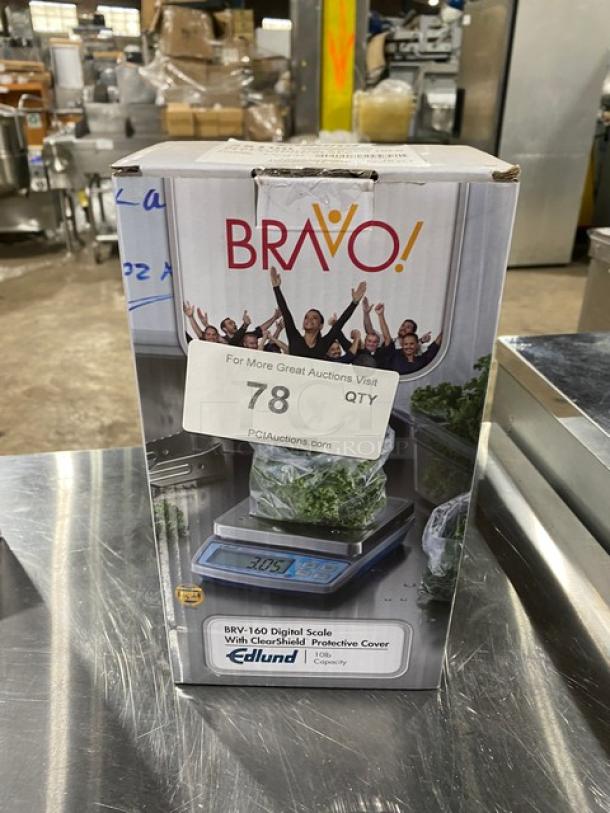 BRAVO!
For More Great Auctions Visit
78 QTY
PCIAuctions.com
GROUP
3.05
BRV-160 Digital Scale
With ClearShield Protective Cover
Edlund
10lb
Capacity